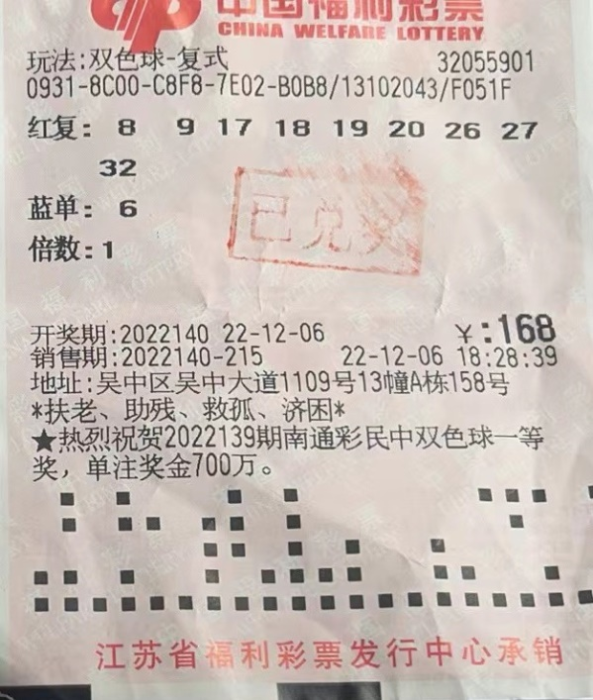 中国福利彩票
CHINA WELFARE LOTTERY
玩法:双色球-复式 32055901
0931-8C00-C8F8-7E02-B0B8/13102043/F051F
红复: 8 9 17 18 19 20 26 27
32
蓝单: 6
已兑奖
倍数:1
开奖期:2022140 22-12-06 ¥:168
销售期:2022140-215 22-12-06 18:28:39
地址:吴中区吴中大道1109号13幢A栋158号
*扶老、助残、救孤、济困*
★热烈祝贺2022139期南通彩民中双色球一等
奖，单注奖金700万。
江苏省福利彩票发行中心承销